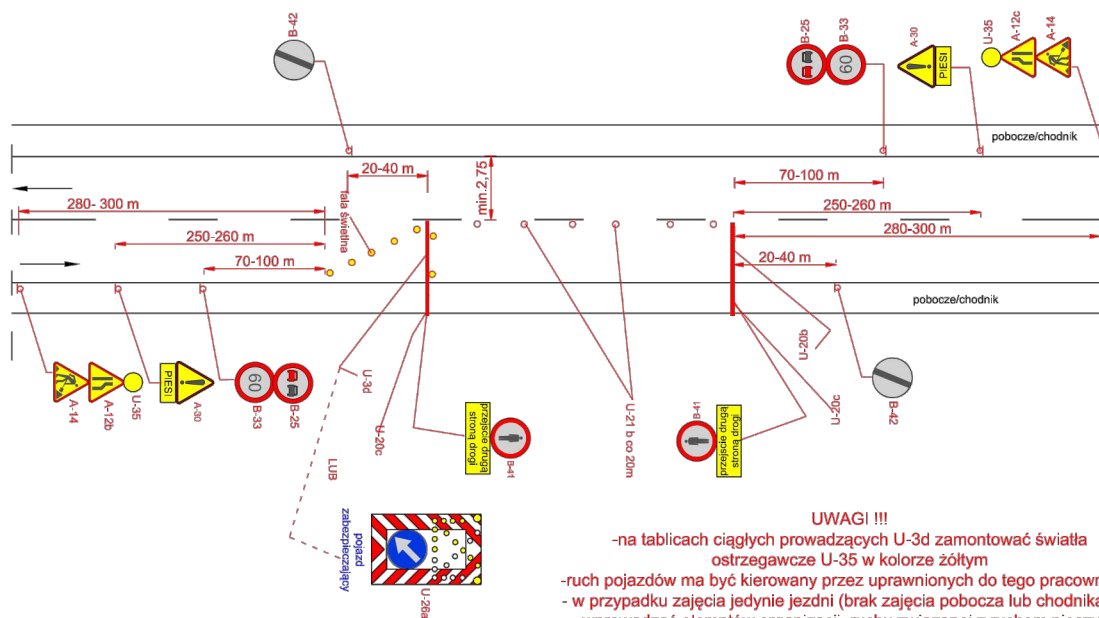 B-42
B-25
B-33
60
A-30
PIESI
U-35
A-12c
A-14
pobocze/chodnik
20-40 m
min.2,75
70-100 m
280- 300 m
fala świetlna
250-260 m
250-260 m
280-300 m
70-100 m
20-40 m
pobocze/chodnik
A-14
A-12b
U-35
PIESI
A-30
60
B-33
B-25
U-3d
U-20c
LUB
przejście drugą
stroną drogi
B-41
U-21 b co 20m
B-41
przejście drugą
stroną drogi
U-20b
U-20c
B-42
pojazd
zabezpieczający
U-26a
UWAGI !!!
-na tablicach ciągłych prowadzących U-3d zamontować światła
ostrzegawcze U-35 w kolorze żółtym
-ruch pojazdów ma być kierowany przez uprawnionych do tego pracown
- w przypadku zajęcia jedynie jezdni (brak zajęcia pobocza lub chodnika